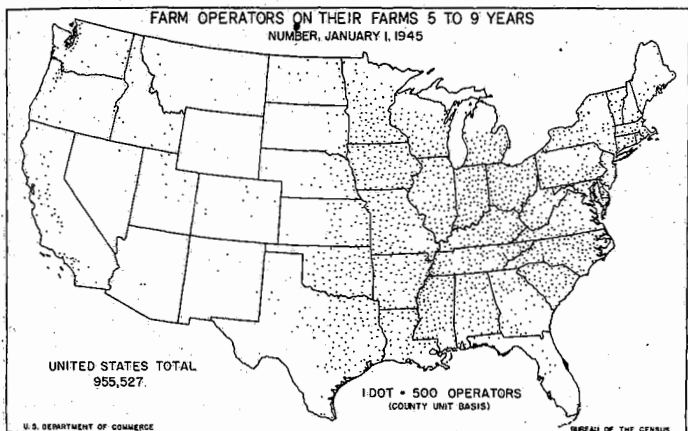 FARM OPERATORS ON THEIR FARMS 5 TO 9 YEARS
NUMBER, JANUARY 1, 1945
UNITED STATES TOTAL
955,527
1 DOT = 500 OPERATORS
(COUNTY UNIT BASIS)
U.S. DEPARTMENT OF COMMERCE
BUREAU OF THE CENSUS